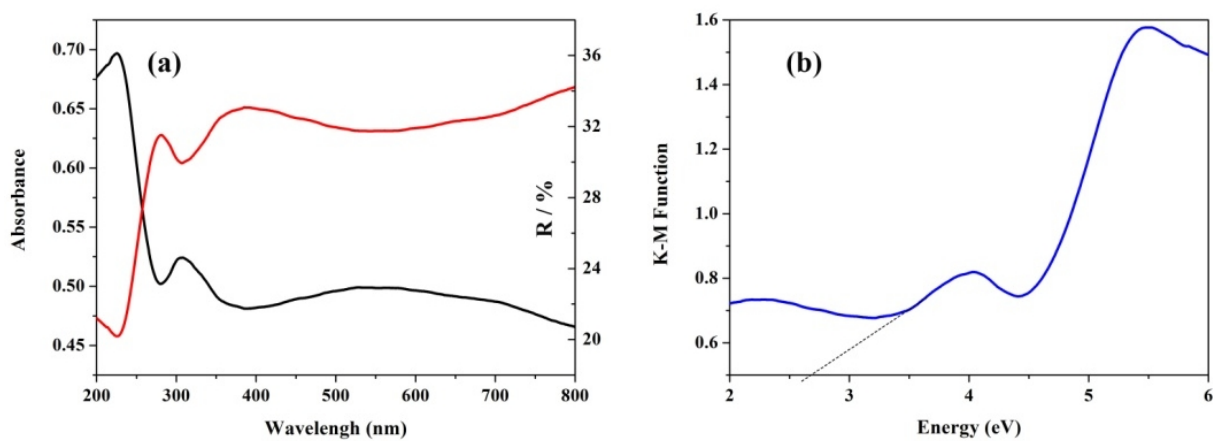 (a)
0.70
0.65
0.60
0.55
0.50
0.45
Absorbance
36
32
28
24
20
R / %
200 300 400 500 600 700 800
Wavelengh (nm)
(b)
1.6
1.4
1.2
1.0
0.8
0.6
K-M Function
2 3 4 5 6
Energy (eV)